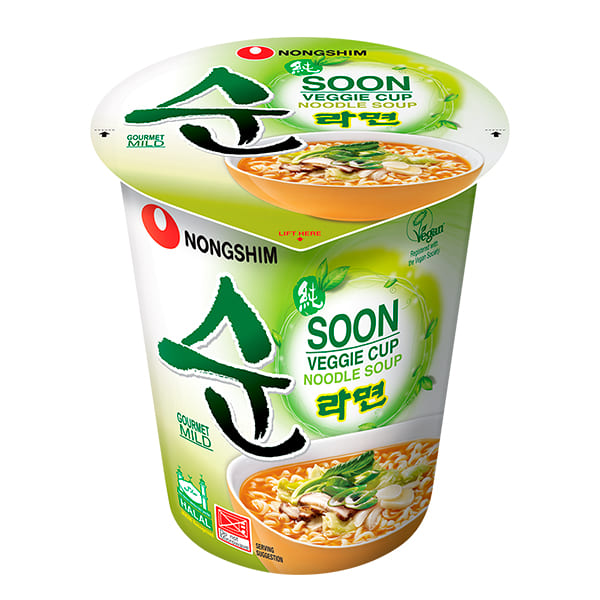 NONGSHIM
純
SOON
VEGGIE CUP
NOODLE SOUP
라면
순
GOURMET
MILD
LIFT HERE
NONGSHIM
Vegan
Registered with
the Vegan Society
純
SOON
VEGGIE CUP
NOODLE SOUP
라면
순
GOURMET
MILD
HALAL
SERVING
SUGGESTION